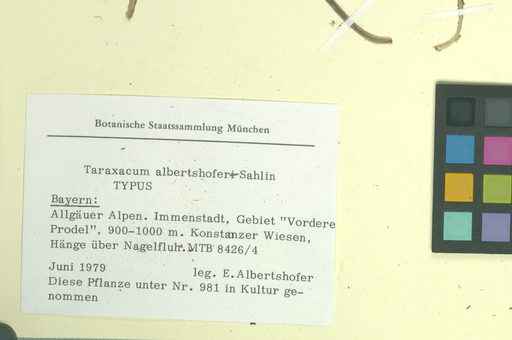 Botanische Staatssammlung München
Taraxacum albertshoferi Sahlin
TYPUS
Bayern:
Allgäuer Alpen. Immenstadt, Gebiet "Vordere
Prodel", 900-1000 m. Konstanzer Wiesen,
Hänge über Nagelfluh. MTB 8426/4
Juni 1979 leg. E.Albertshofer
Diese Pflanze unter Nr. 981 in Kultur ge-
nommen